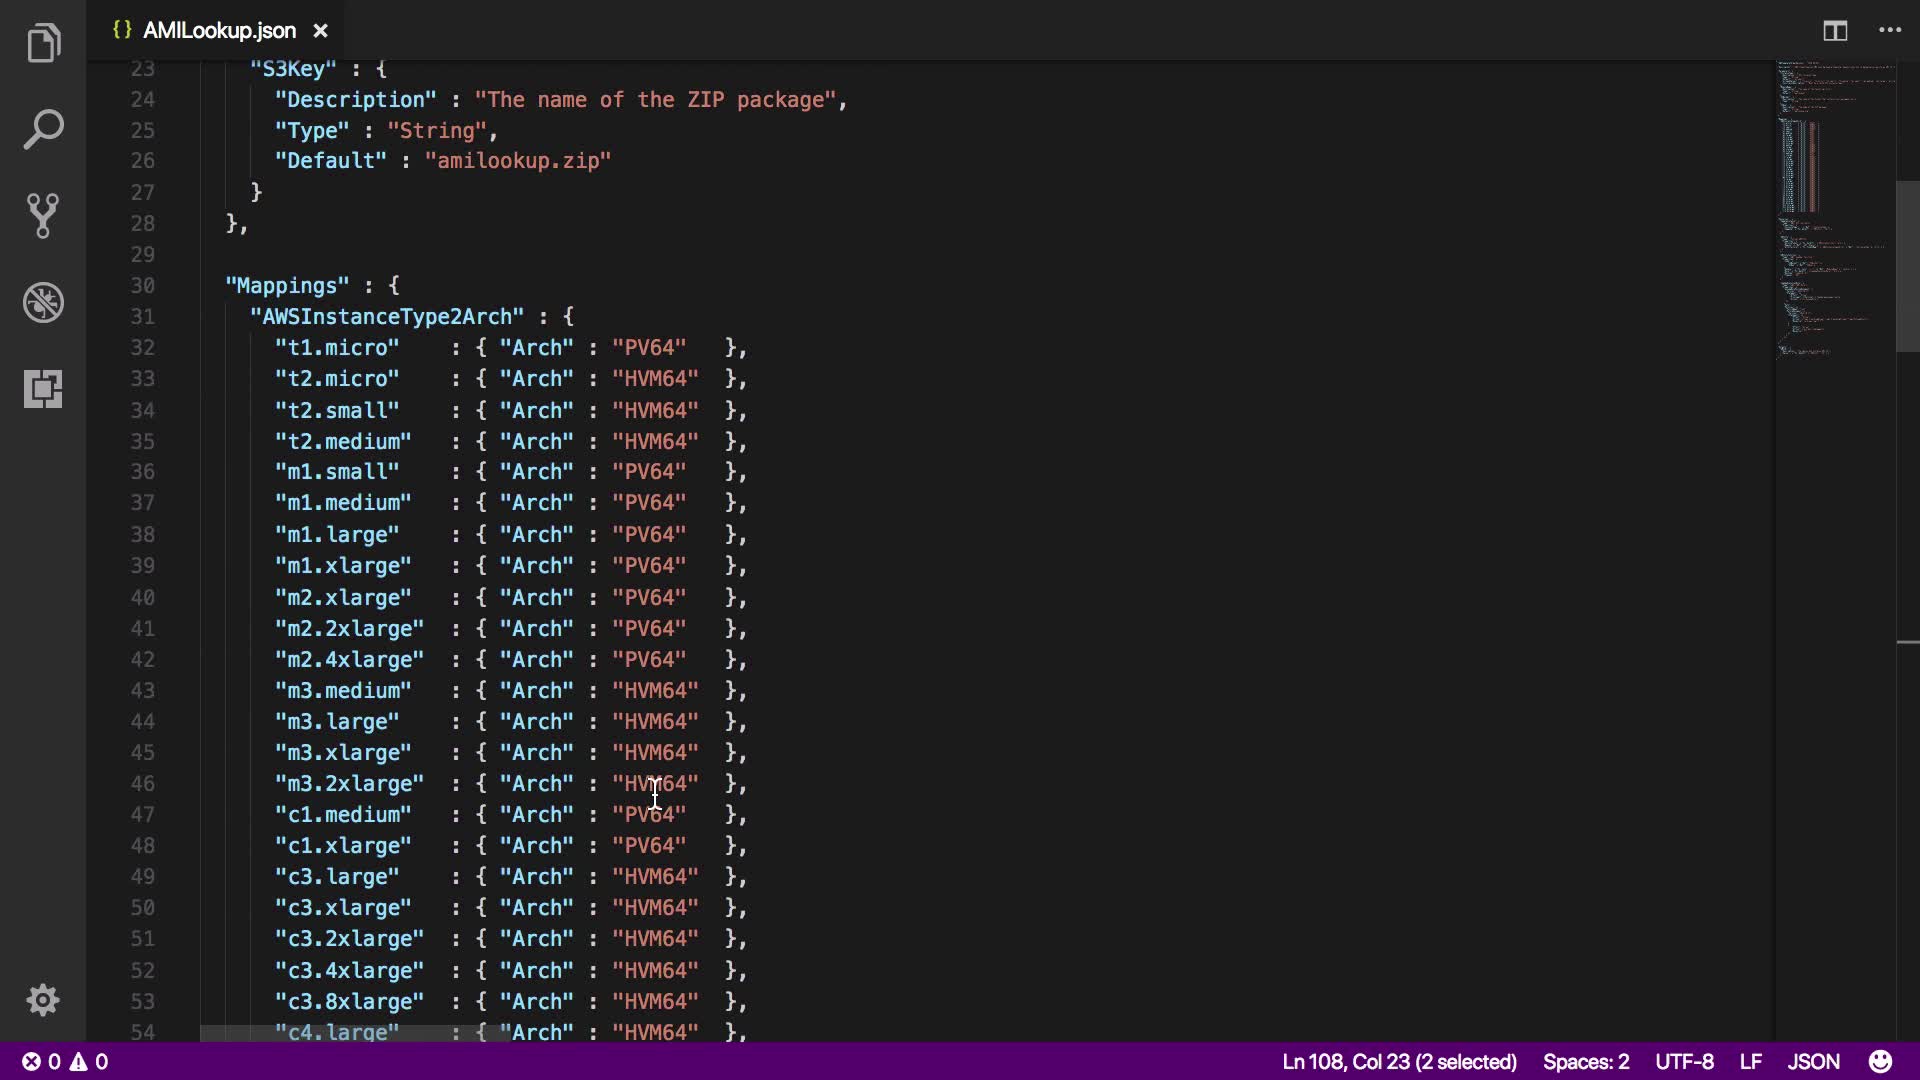 {} AMILookup.json ×
23 "S3Key" : {
24 "Description" : "The name of the ZIP package",
25 "Type" : "String",
26 "Default" : "amilookup.zip"
27 }
28 },
29
30 "Mappings" : {
31 "AWSInstanceType2Arch" : {
32 "t1.micro" : { "Arch" : "PV64" },
33 "t2.micro" : { "Arch" : "HVM64" },
34 "t2.small" : { "Arch" : "HVM64" },
35 "t2.medium" : { "Arch" : "HVM64" },
36 "m1.small" : { "Arch" : "PV64" },
37 "m1.medium" : { "Arch" : "PV64" },
38 "m1.large" : { "Arch" : "PV64" },
39 "m1.xlarge" : { "Arch" : "PV64" },
40 "m2.xlarge" : { "Arch" : "PV64" },
41 "m2.2xlarge" : { "Arch" : "PV64" },
42 "m2.4xlarge" : { "Arch" : "PV64" },
43 "m3.medium" : { "Arch" : "HVM64" },
44 "m3.large" : { "Arch" : "HVM64" },
45 "m3.xlarge" : { "Arch" : "HVM64" },
46 "m3.2xlarge" : { "Arch" : "HVM64" },
47 "c1.medium" : { "Arch" : "PV64" },
48 "c1.xlarge" : { "Arch" : "PV64" },
49 "c3.large" : { "Arch" : "HVM64" },
50 "c3.xlarge" : { "Arch" : "HVM64" },
51 "c3.2xlarge" : { "Arch" : "HVM64" },
52 "c3.4xlarge" : { "Arch" : "HVM64" },
53 "c3.8xlarge" : { "Arch" : "HVM64" },
54 "c4.large" : { "Arch" : "HVM64" },
0 0 Ln 108, Col 23 (2 selected) Spaces: 2 UTF-8 LF JSON